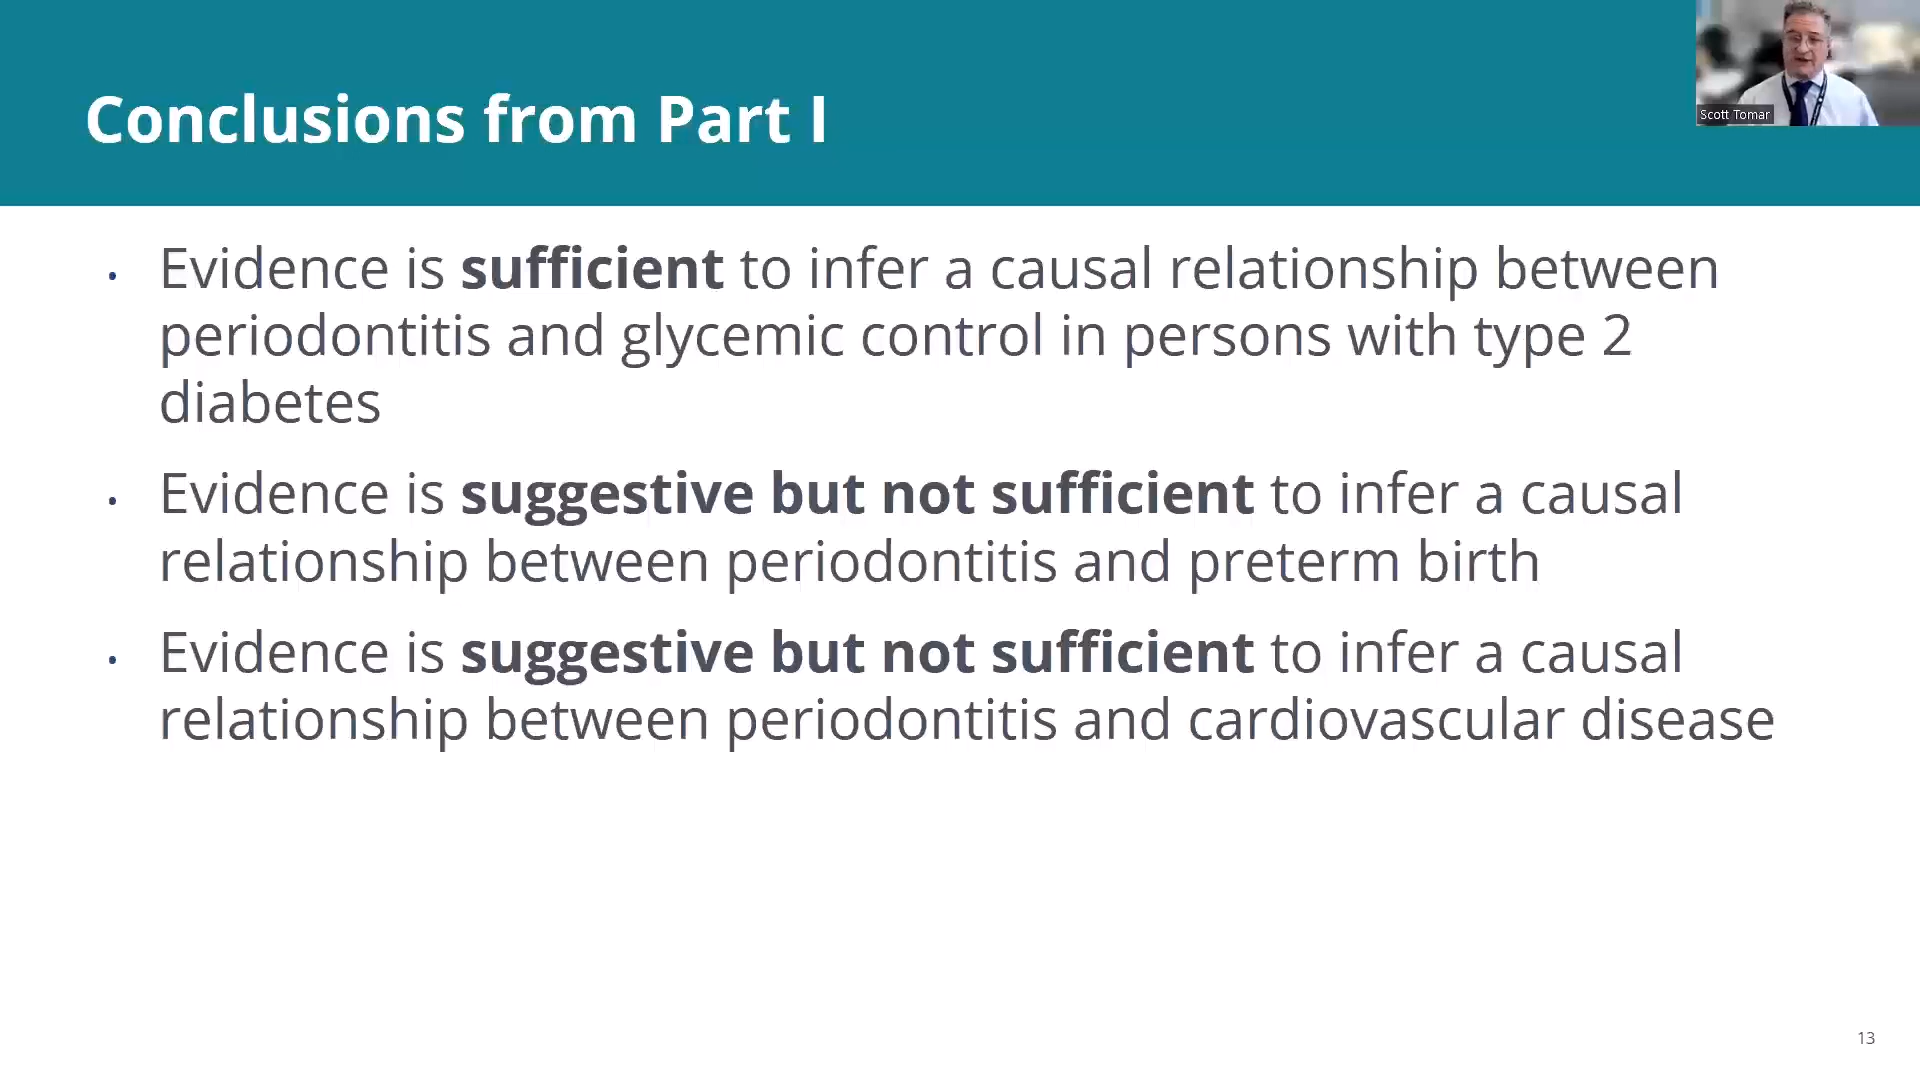 Conclusions from Part I
Scott Tomar
• Evidence is sufficient to infer a causal relationship between
periodontitis and glycemic control in persons with type 2
diabetes
• Evidence is suggestive but not sufficient to infer a causal
relationship between periodontitis and preterm birth
• Evidence is suggestive but not sufficient to infer a causal
relationship between periodontitis and cardiovascular disease
13